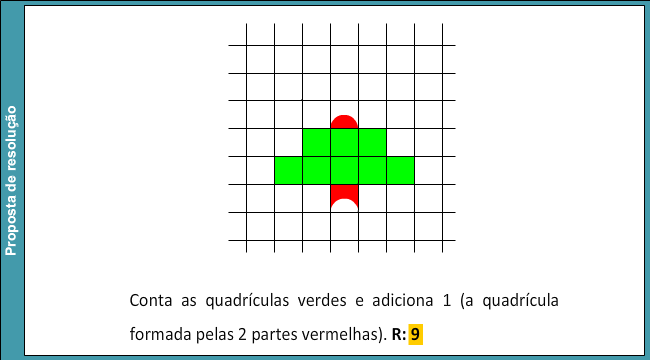 Proposta de resolução
Conta as quadrículas verdes e adiciona 1 (a quadrícula
formada pelas 2 partes vermelhas). R: 9